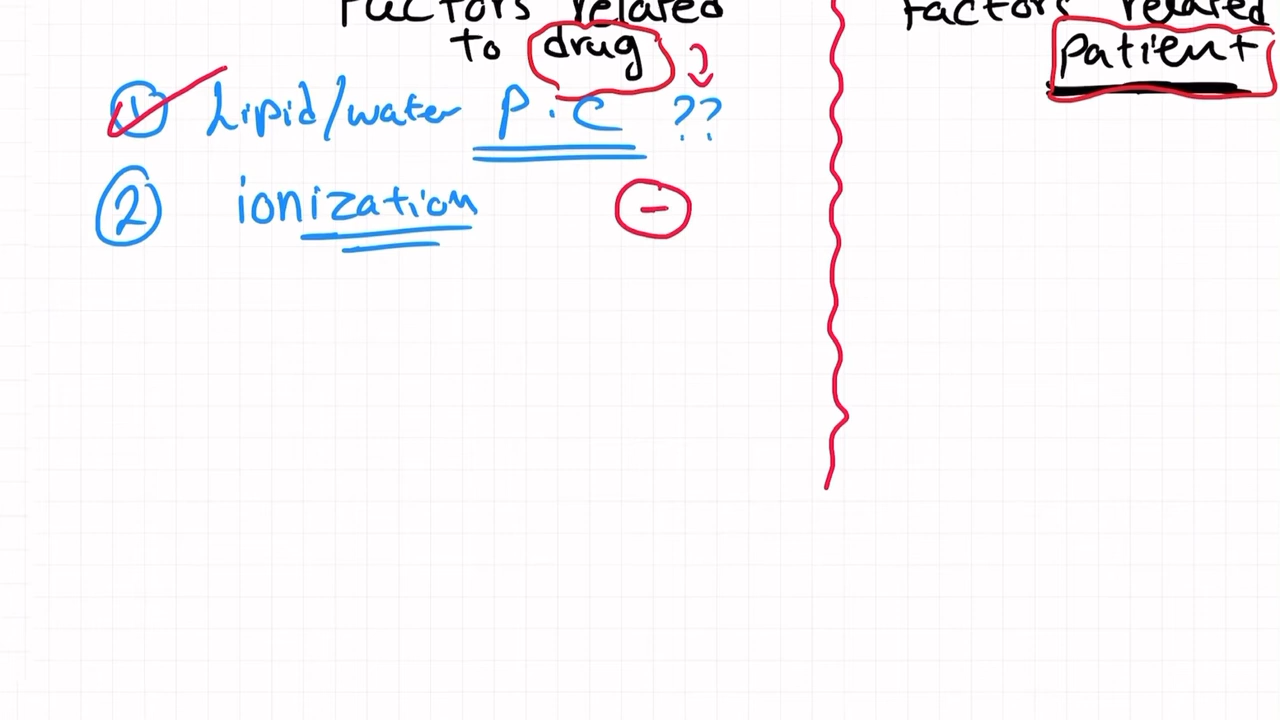 Factors related
to drug
① Lipid/water P.C ??
② ionization ⊖
Factors related
patient